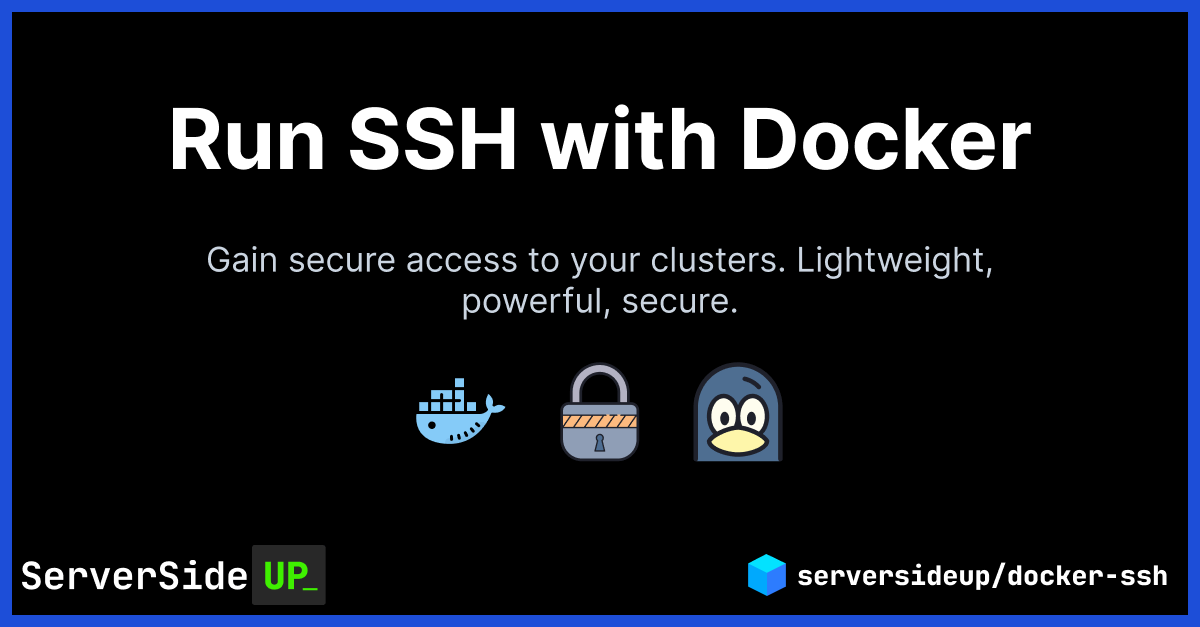 Run SSH with Docker
Gain secure access to your clusters. Lightweight,
powerful, secure.
ServerSide UP_
serversideup/docker-ssh